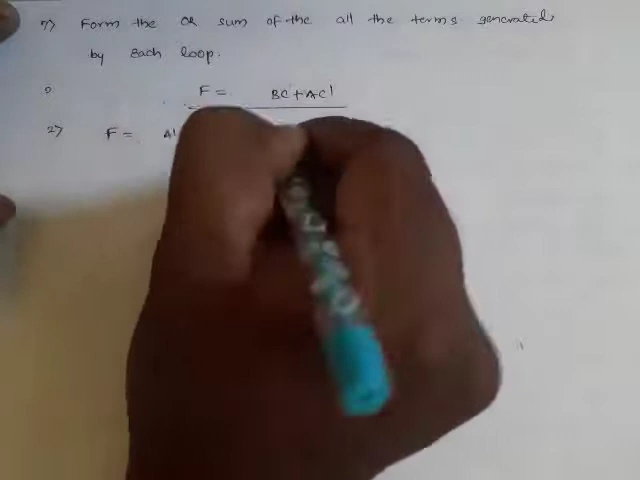 7) Form the OR sum of the all the terms generated
by each loop.
F = BC + AC'
2) F = A'